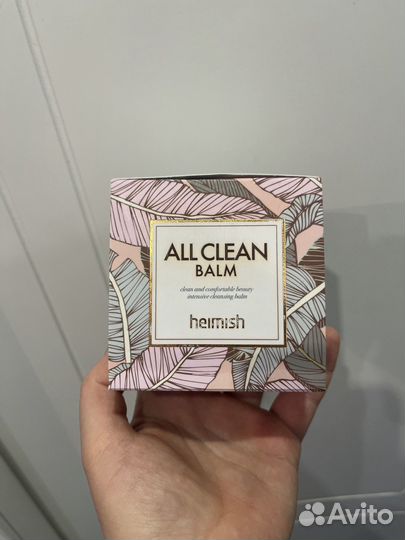 ALL CLEAN
BALM
clean and comfortable beauty
intensive cleansing balm
heimish
Avito